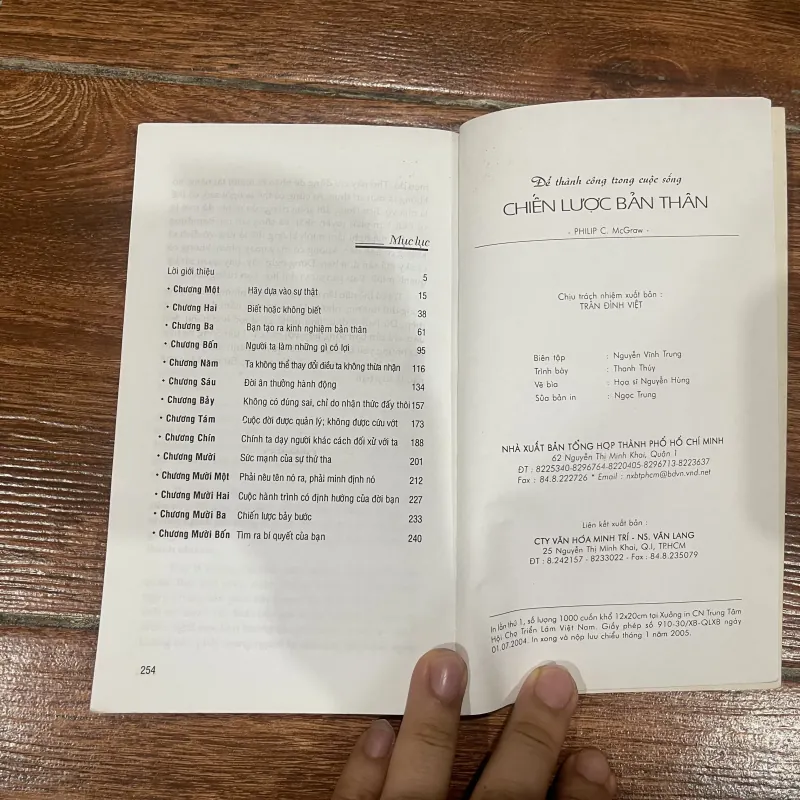 Mục lục
Lời giới thiệu 5
• Chương Một Hãy dựa vào sự thật 15
• Chương Hai Biết hoặc không biết 38
• Chương Ba Bạn tạo ra kinh nghiệm bản thân 61
• Chương Bốn Người ta làm những gì có lợi 95
• Chương Năm Ta không thể thay đổi điều ta không thừa nhận 116
• Chương Sáu Đời ân thưởng hành động 134
• Chương Bảy Không có đúng sai, chỉ do nhận thức đấy thôi 157
• Chương Tám Cuộc đời được quản lý; không được cứu vớt 173
• Chương Chín Chính ta dạy người khác cách đối xử với ta 188
• Chương Mười Sức mạnh của sự thứ tha 201
• Chương Mười Một Phải nêu tên nó ra, phải minh định nó 212
• Chương Mười Hai Cuộc hành trình có định hướng của đời bạn 227
• Chương Mười Ba Chiến lược bảy bước 233
• Chương Mười Bốn Tìm ra bí quyết của bạn 240
254
Để thành công trong cuộc sống
CHIẾN LƯỢC BẢN THÂN
- PHILIP C. McGraw -
Chịu trách nhiệm xuất bản :
TRẦN ĐÌNH VIỆT
Biên tập : Nguyễn Vĩnh Trung
Trình bày : Thanh Thủy
Vẽ bìa : Họa sĩ Nguyễn Hùng
Sửa bản in : Ngọc Trung
NHÀ XUẤT BẢN TỔNG HỢP THÀNH PHỐ HỒ CHÍ MINH
62 Nguyễn Thị Minh Khai, Quận 1
ĐT : 8225340-8296764-8220405-8296713-8223637
Fax : 84.8.222726 * Email : nxbtphcm@bdvn.vnd.net
Liên kết xuất bản :
CTY VĂN HÓA MINH TRÍ - NS. VĂN LANG
25 Nguyễn Thị Minh Khai, Q.I, TPHCM
ĐT : 8.242157 - 8233022 - Fax : 84.8.235079
In lần thứ 1, số lượng 1000 cuốn khổ 12x20cm tại Xưởng in CN Trung Tâm
Hội Chợ Triển Lãm Việt Nam. Giấy phép số 910-30/XB-QLXB ngày
01.07.2004. In xong và nộp lưu chiểu tháng 1 năm 2005.